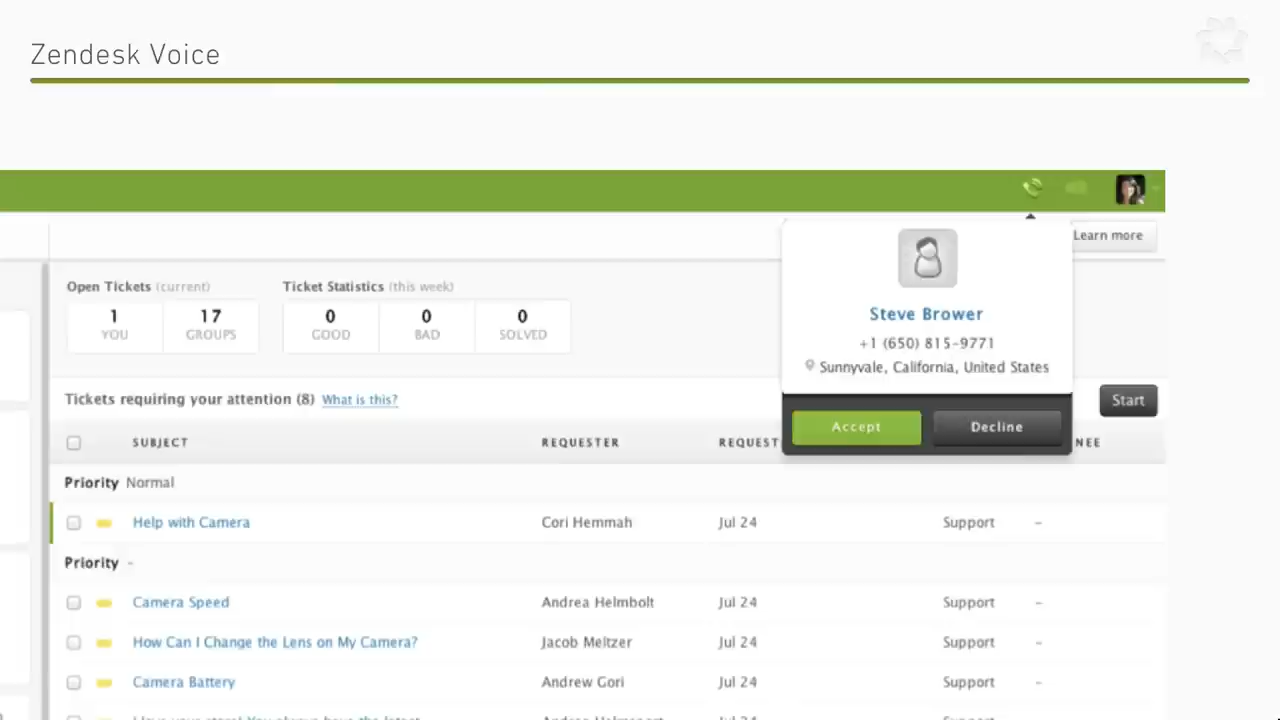 Zendesk Voice
Learn more
Open Tickets (current)
Ticket Statistics (this week)
1
17
0
0
0
YOU
GROUPS
GOOD
BAD
SOLVED
Steve Brower
+1 (650) 815-9771
Sunnyvale, California, United States
Accept
Decline
Tickets requiring your attention (8) What is this?
Start
SUBJECT
REQUESTER
REQUEST
NEE
Priority Normal
Help with Camera Cori Hemmah Jul 24 Support –
Priority -
Camera Speed Andrea Helmbolt Jul 24 Support –
How Can I Change the Lens on My Camera? Jacob Meltzer Jul 24 Support –
Camera Battery Andrew Gori Jul 24 Support –